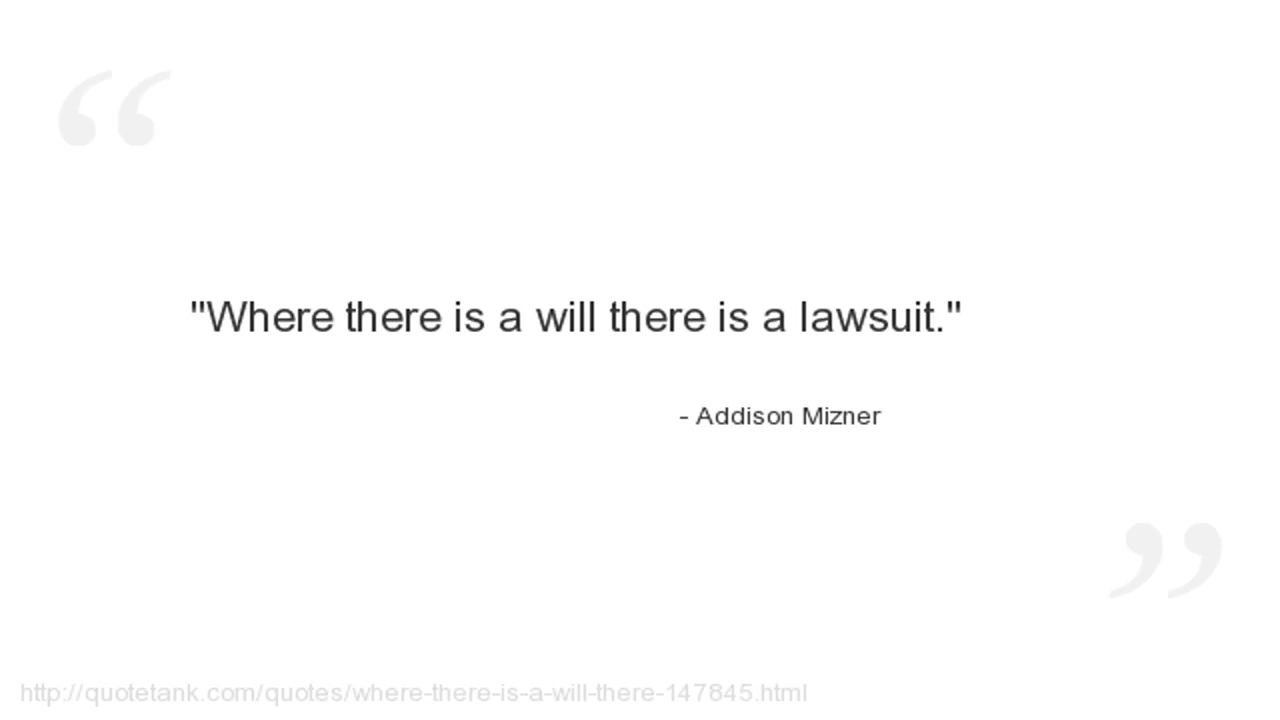 “
"Where there is a will there is a lawsuit."
- Addison Mizner
”
http://quotetank.com/quotes/where-there-is-a-will-there-147845.html